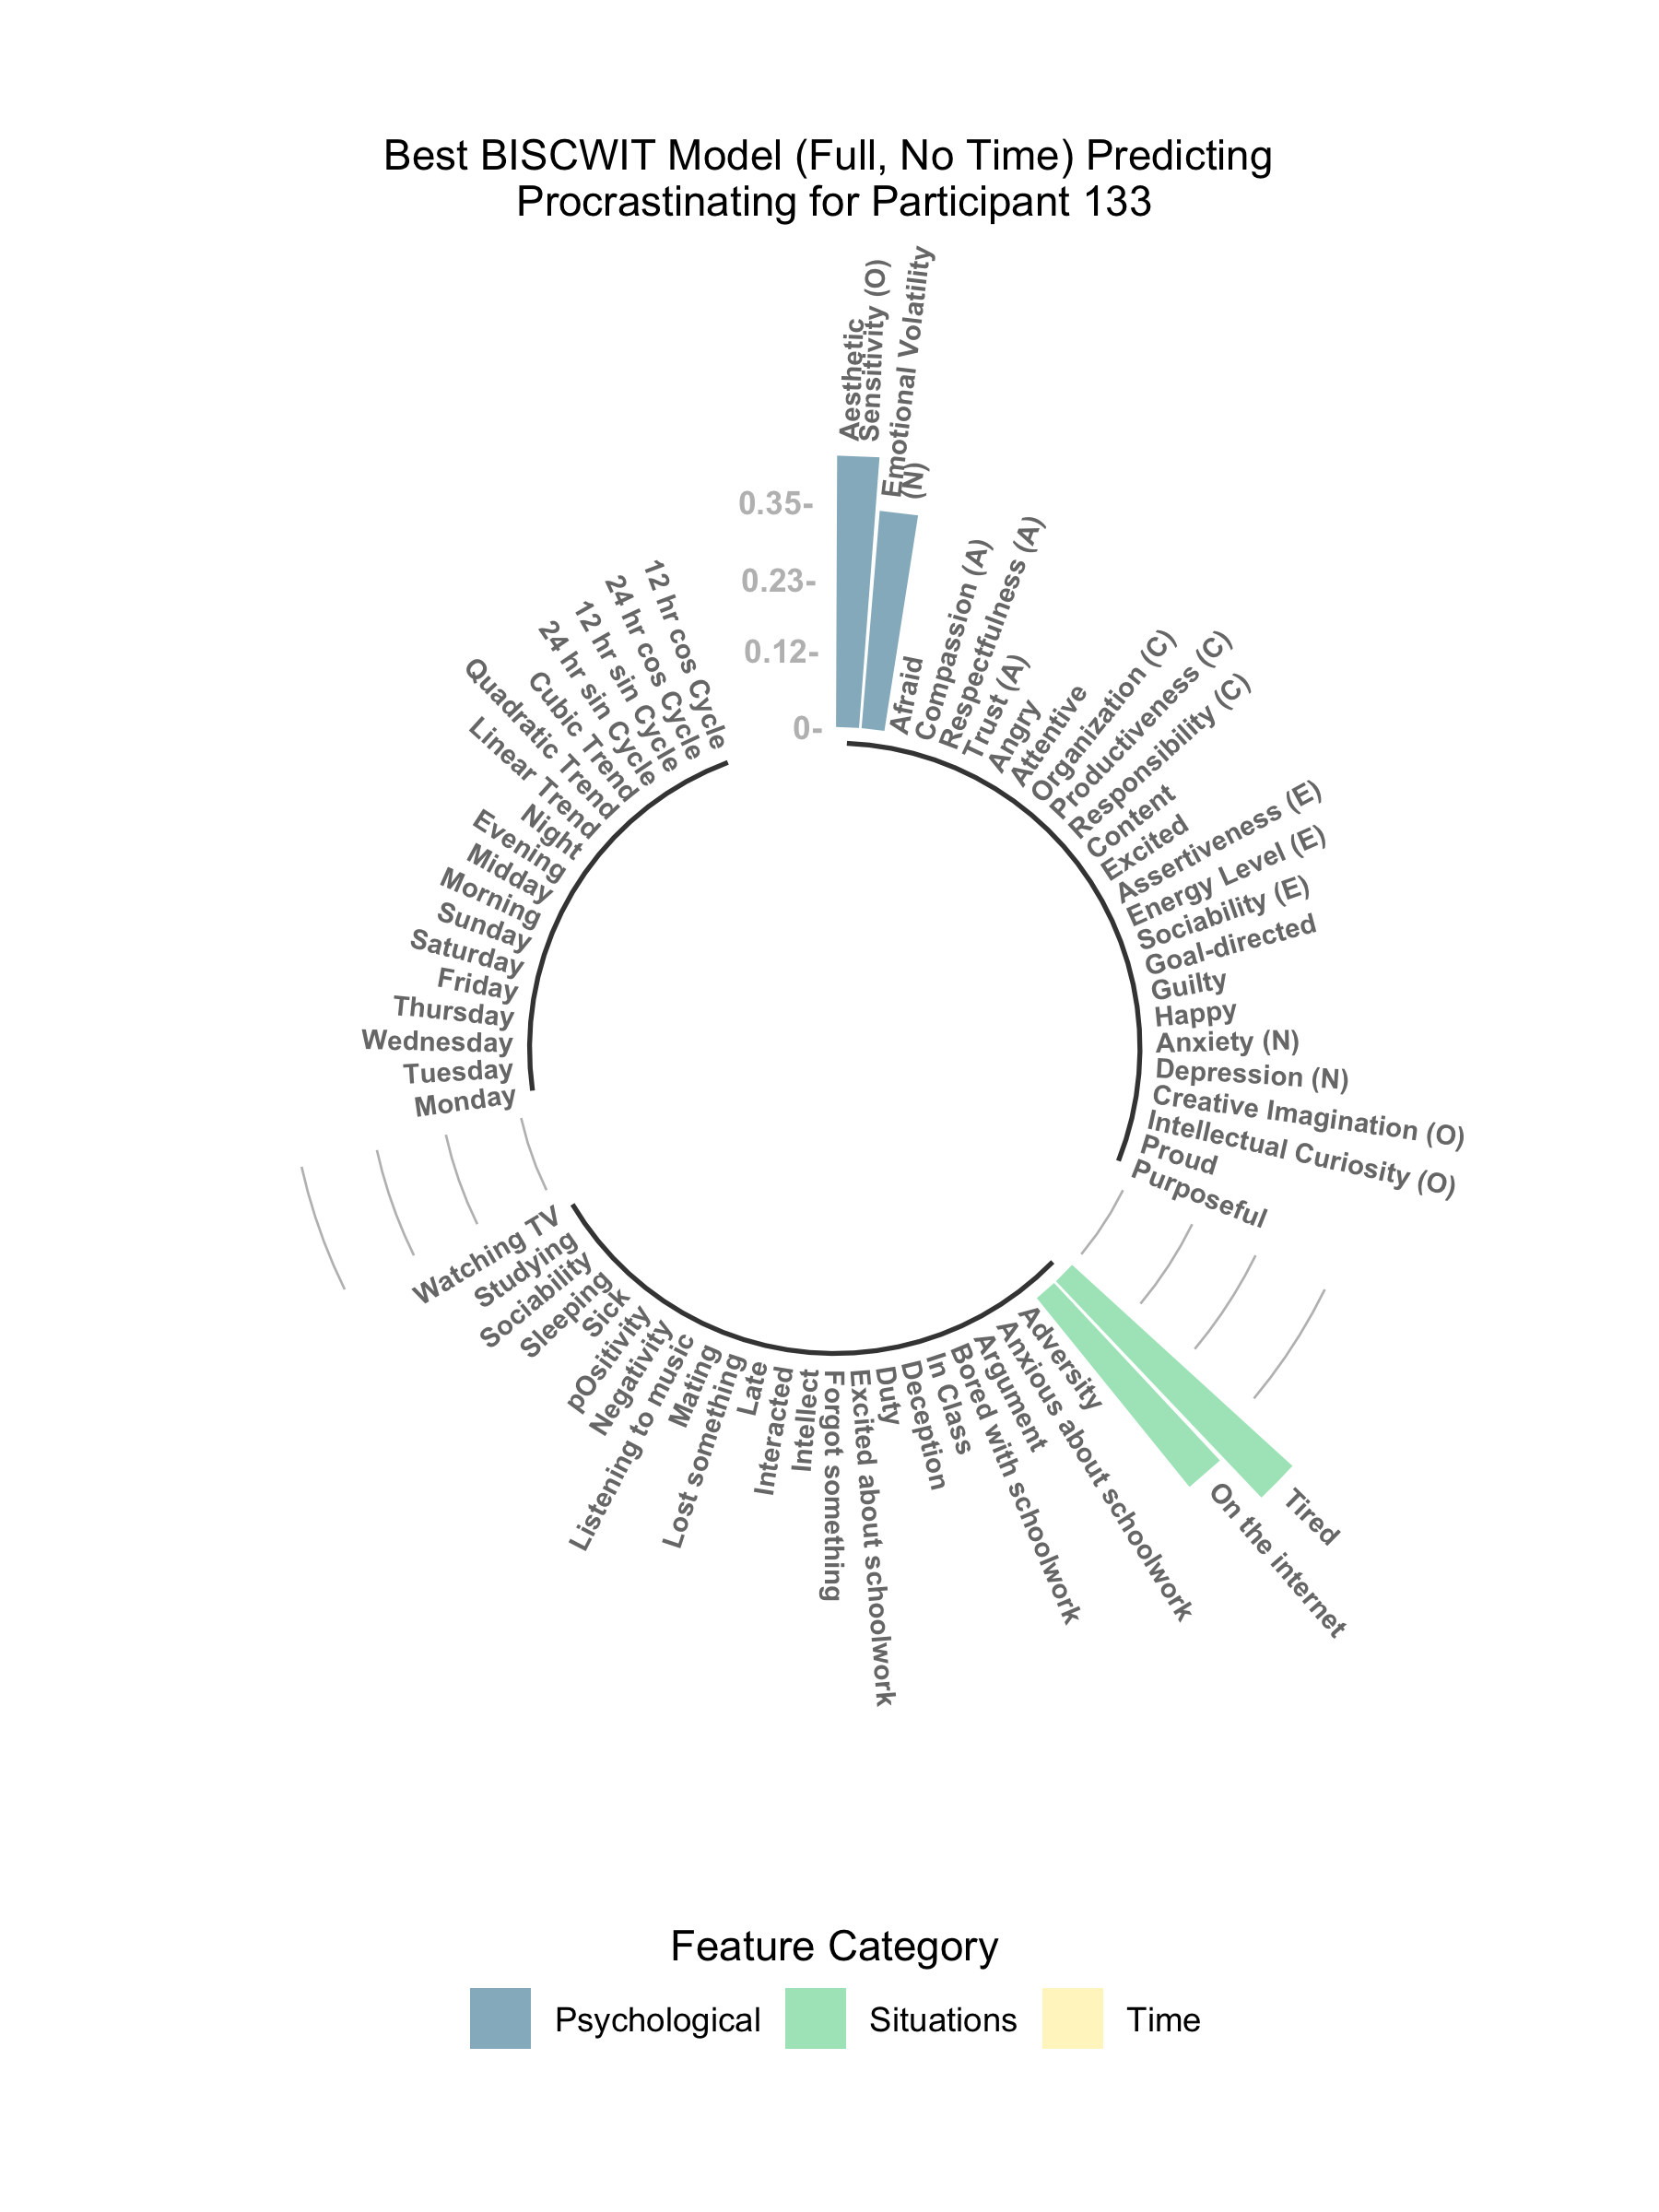 Best BISCWIT Model (Full, No Time) Predicting
Procrastinating for Participant 133
0.35-
0.23-
0.12-
0-
Aesthetic
Sensitivity (O)
Emotional Volatility
(N)
Afraid
Compassion (A)
Respectfulness (A)
Trust (A)
Angry
Attentive
Organization (C)
Productiveness (C)
Responsibility (C)
Content
Excited
Assertiveness (E)
Energy Level (E)
Sociability (E)
Goal-directed
Guilty
Happy
Anxiety (N)
Depression (N)
Creative Imagination (O)
Intellectual Curiosity (O)
Proud
Purposeful
Tired
On the internet
Adversity
Anxious about schoolwork
Argument
Bored with schoolwork
In Class
Deception
Duty
Excited about schoolwork
Forgot something
Intellect
Interacted
Late
Lost something
Mating
Listening to music
Negativity
pOsitivity
Sick
Sleeping
Sociability
Studying
Watching TV
Monday
Tuesday
Wednesday
Thursday
Friday
Saturday
Sunday
Morning
Midday
Evening
Night
Linear Trend
Quadratic Trend
Cubic Trend
24 hr sin Cycle
12 hr sin Cycle
24 hr cos Cycle
12 hr cos Cycle
Feature Category
Psychological
Situations
Time